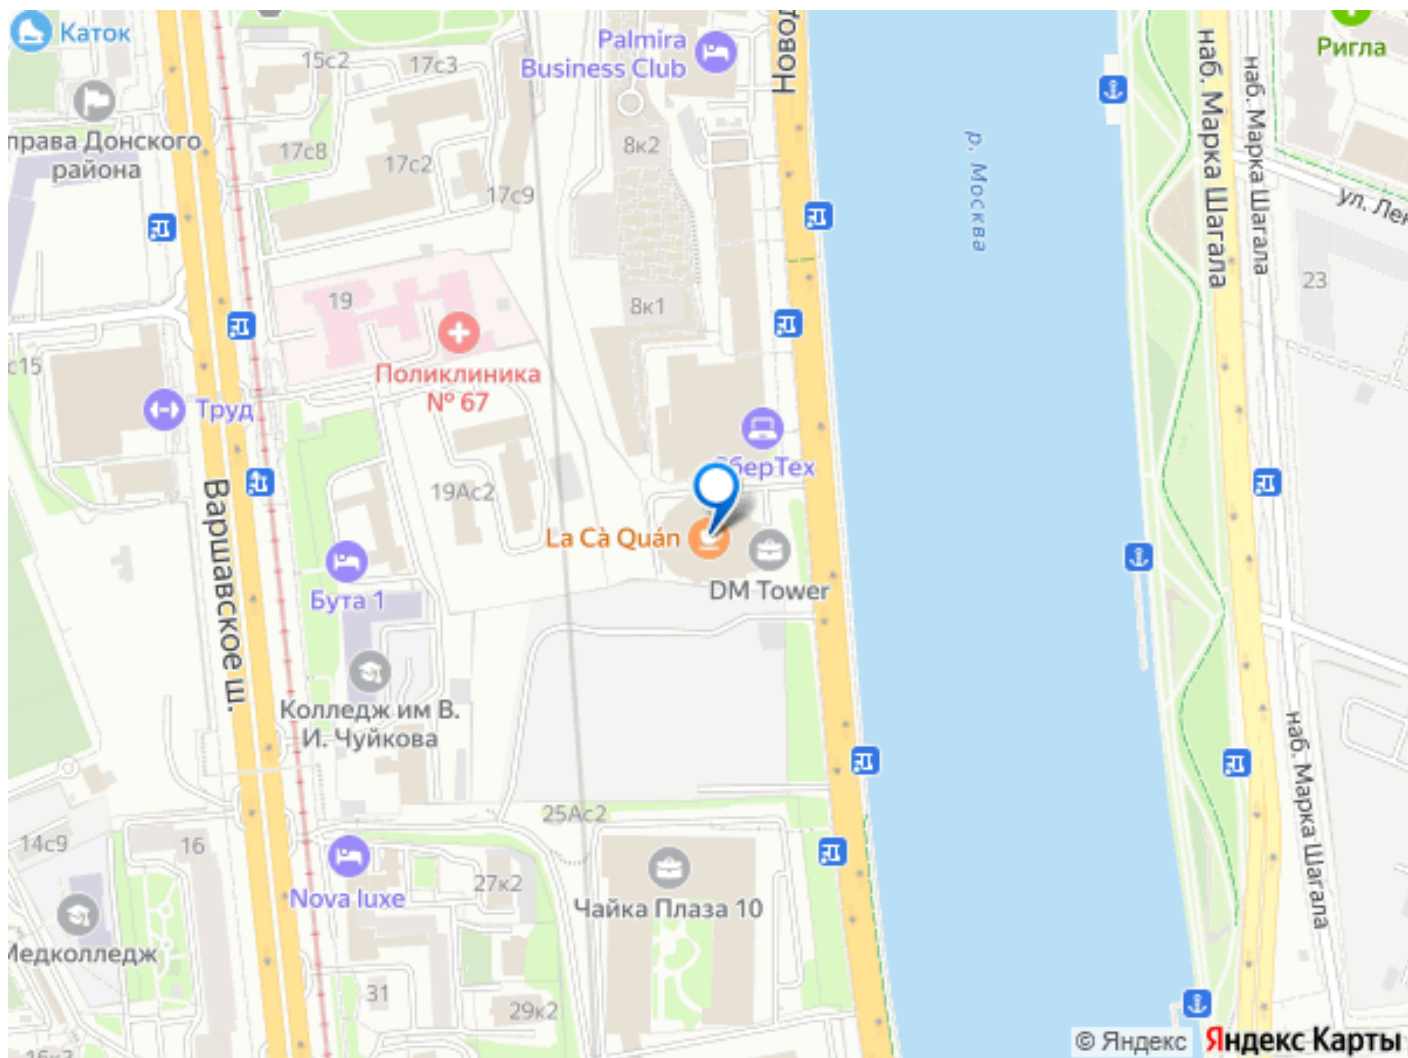 Каток
15с2
17с3
Palmira
Business Club
Новод
наб. Марка Шагала
наб. Марка Шагала
Ригла
права Донского
района
17с8
17с2
17с9
8к2
р. Москва
ул. Лен
19
8к1
23
с15
Поликлиника
№ 67
Труд
СберТех
19Ас2
Варшавское ш.
La Cà Quán
DM Tower
Бута 1
Колледж им В.
И. Чуйкова
наб. Марка Шагала
25Ас2
14с9
16
Nova luxe
27к2
Чайка Плаза 10
Медколледж
31
29к2
© Яндекс Яндекс Карты